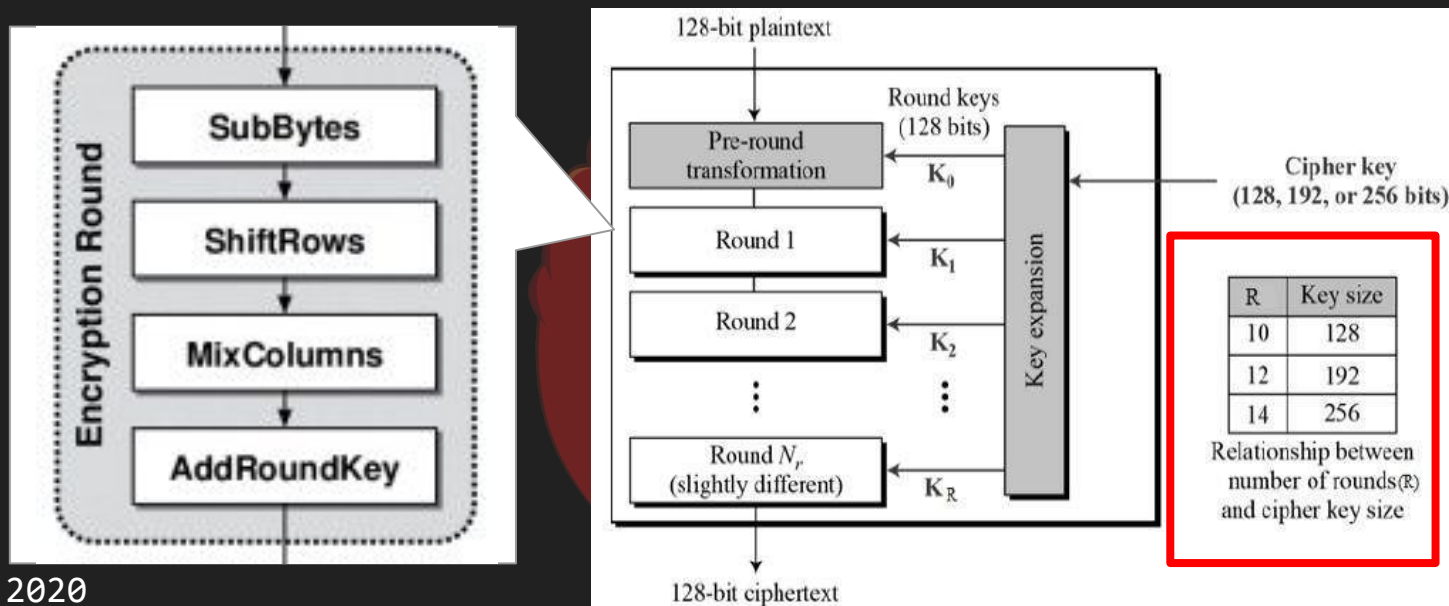 Encryption Round
SubBytes
ShiftRows
MixColumns
AddRoundKey
2020
128-bit plaintext
Round keys
(128 bits)
Pre-round
transformation
K0
Round 1
K1
Round 2
K2
Round Nr
(slightly different)
KR
Key expansion
128-bit ciphertext
Cipher key
(128, 192, or 256 bits)
R Key size
10 128
12 192
14 256
Relationship between
number of rounds(R)
and cipher key size